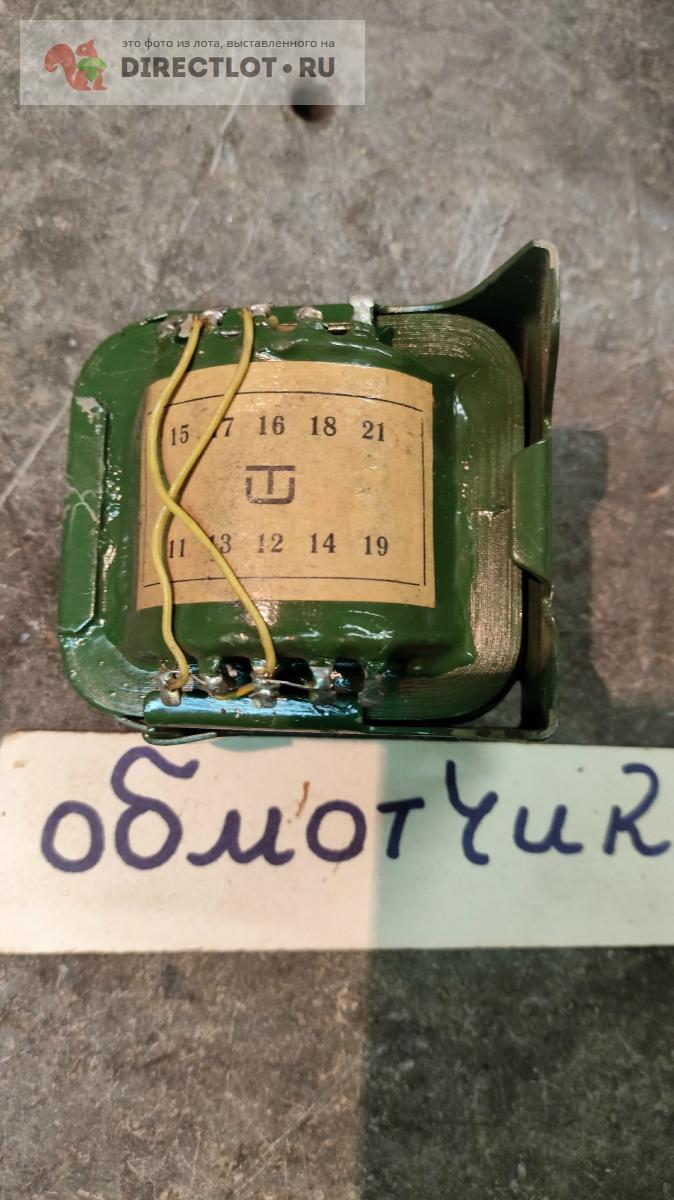 это фото из лота, выставленного на
DIRECTLOT.RU
15 17 16 18 21
11 13 12 14 19
обмотчик